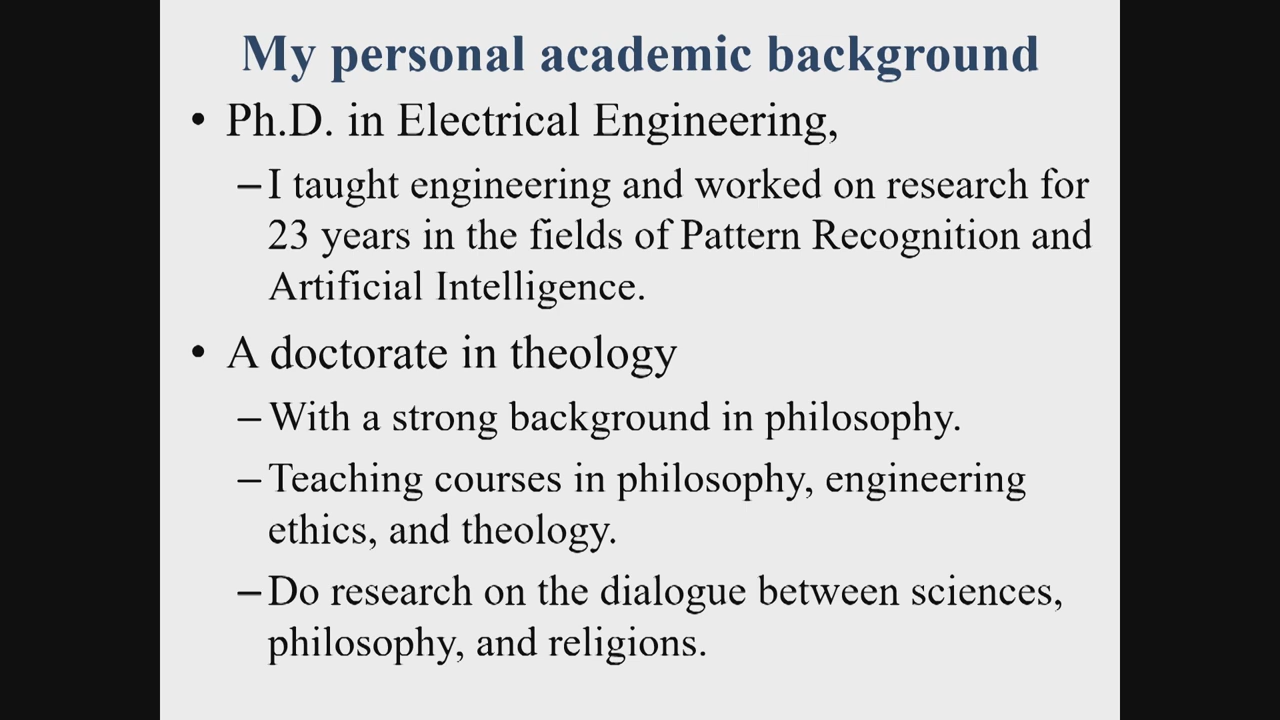 My personal academic background
• Ph.D. in Electrical Engineering,
– I taught engineering and worked on research for
23 years in the fields of Pattern Recognition and
Artificial Intelligence.
• A doctorate in theology
– With a strong background in philosophy.
– Teaching courses in philosophy, engineering
ethics, and theology.
– Do research on the dialogue between sciences,
philosophy, and religions.